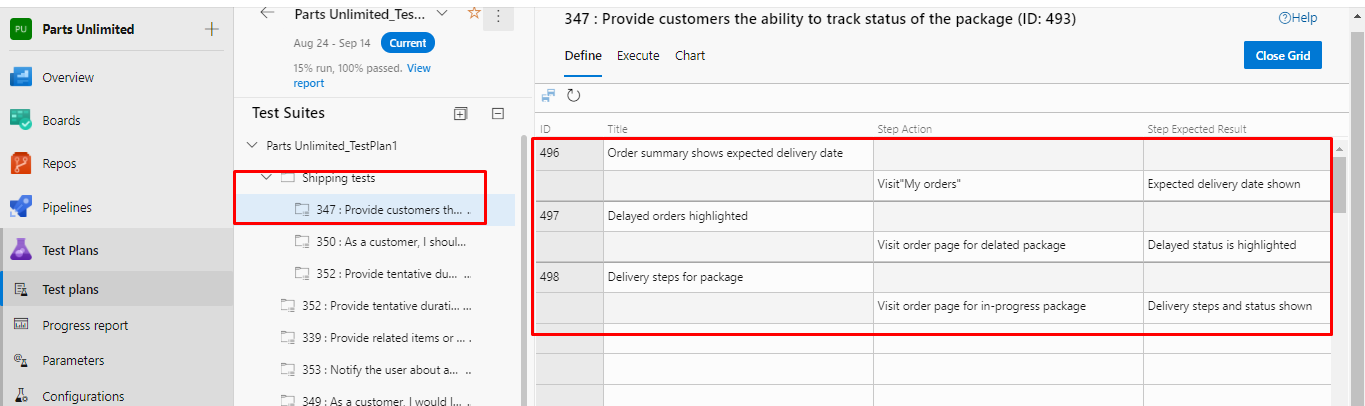 PU Parts Unlimited
Overview
Boards
Repos
Pipelines
Test Plans
Test plans
Progress report
Parameters
Configurations
Parts Unlimited_Tes...
Aug 24 - Sep 14 Current
15% run, 100% passed. View
report
Test Suites
Parts Unlimited_TestPlan1
Shipping tests
347 : Provide customers th...
350 : As a customer, I shoul...
352 : Provide tentative du...
352 : Provide tentative durati...
339 : Provide related items or ...
353 : Notify the user about a...
349 : As a customer, I would l...
347 : Provide customers the ability to track status of the package (ID: 493)
Help
Define Execute Chart
Close Grid
ID Title Step Action Step Expected Result
496 Order summary shows expected delivery date
Visit"My orders" Expected delivery date shown
497 Delayed orders highlighted
Visit order page for delated package Delayed status is highlighted
498 Delivery steps for package
Visit order page for in-progress package Delivery steps and status shown